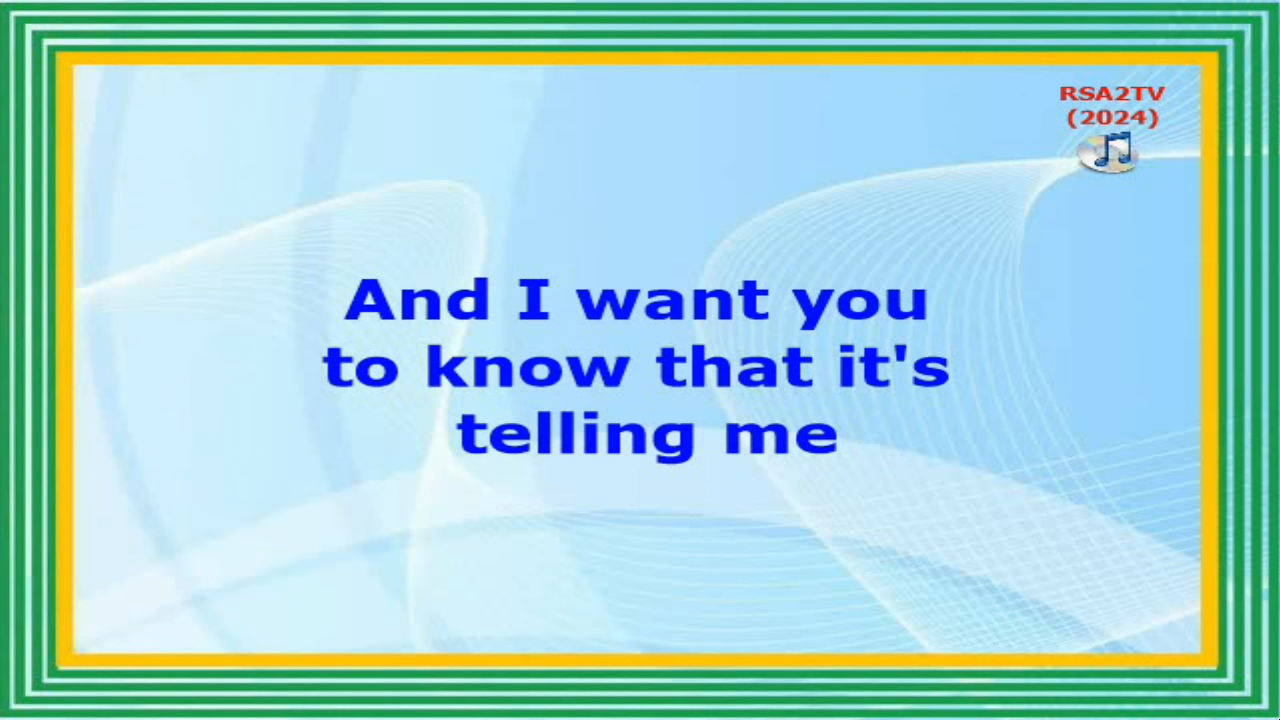 RSA2TV
(2024)
And I want you
to know that it's
telling me